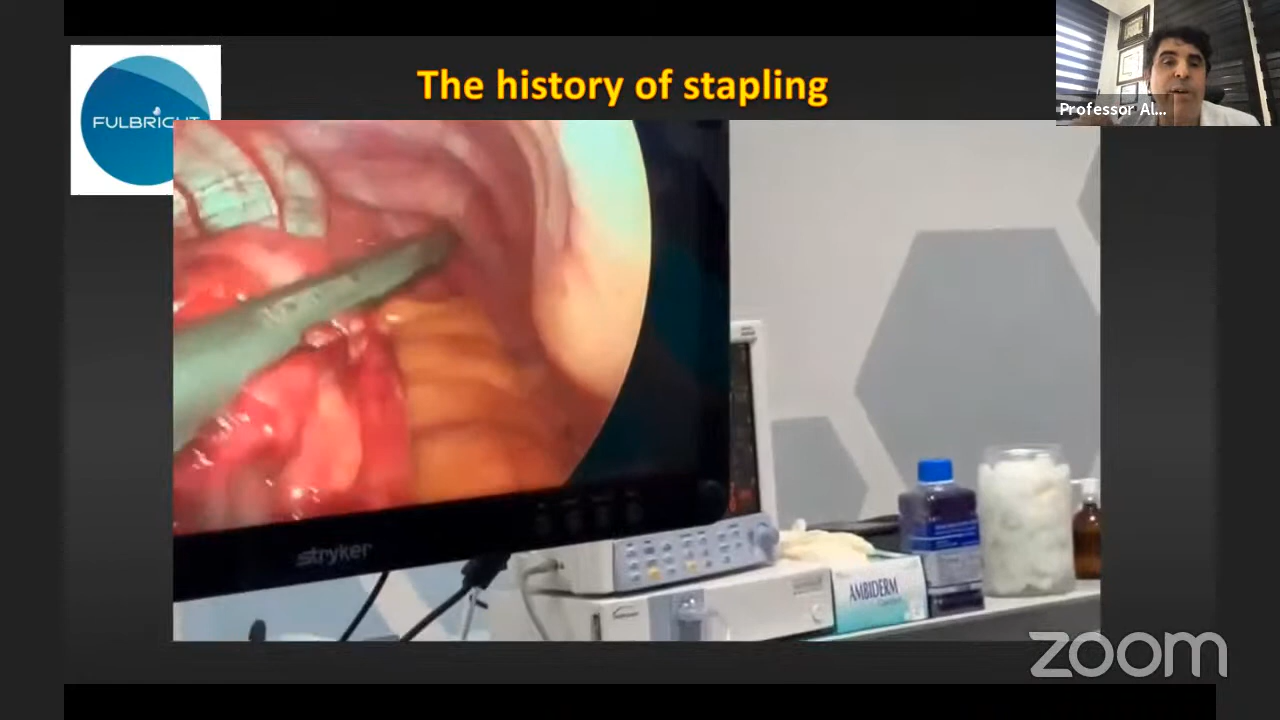 The history of stapling
Professor Al...
FULBRIGHT
stryker
AMBIDERM
zoom